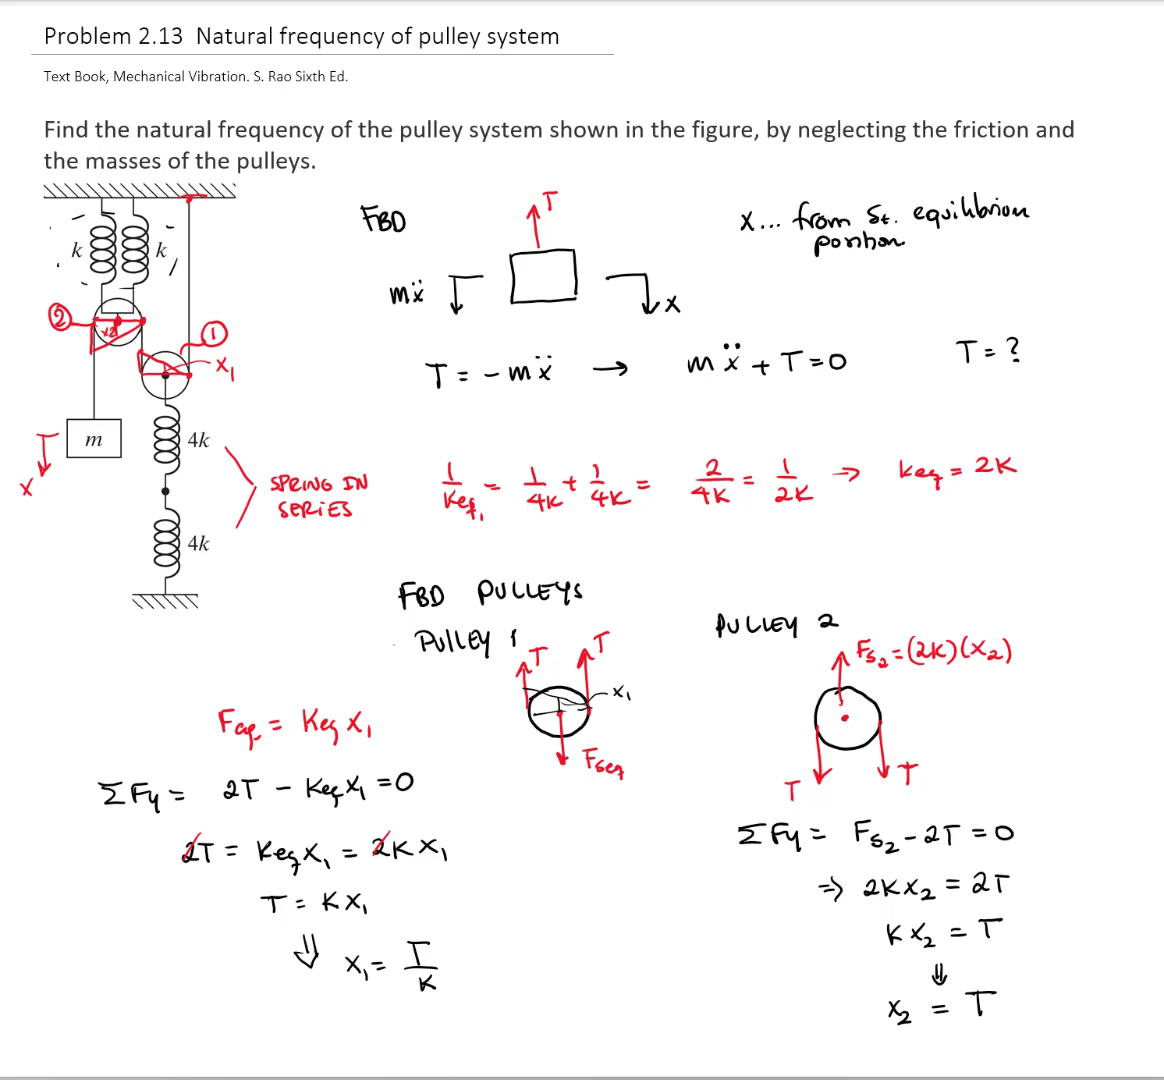 Problem 2.13 Natural frequency of pulley system
Text Book, Mechanical Vibration. S. Rao Sixth Ed.
Find the natural frequency of the pulley system shown in the figure, by neglecting the friction and
the masses of the pulleys.
FBD
T
x... from St. equilibrion
position
k
k
mẍ
x
②
x2
①
x₁
T = - mẍ → mẍ + T = 0
T = ?
m
x
4k
4k
SPRING IN
SERIES
1/Keq₁ = 1/4K + 1/4K = 2/4K = 1/2K → keq = 2K
FBD PULLEYS
PULLEY 1
T
T
x₁
Fseq
PULLEY 2
Fs₂ = (2K)(x₂)
T
T
Feq = Keq x₁
ΣFy = 2T - Keq x₁ = 0
2T = Keq x₁ = 2K x₁
T = K x₁
⇓ x₁ = T/K
ΣFy = Fs₂ - 2T = 0
⇒ 2K x₂ = 2T
K x₂ = T
⇓
x₂ = T